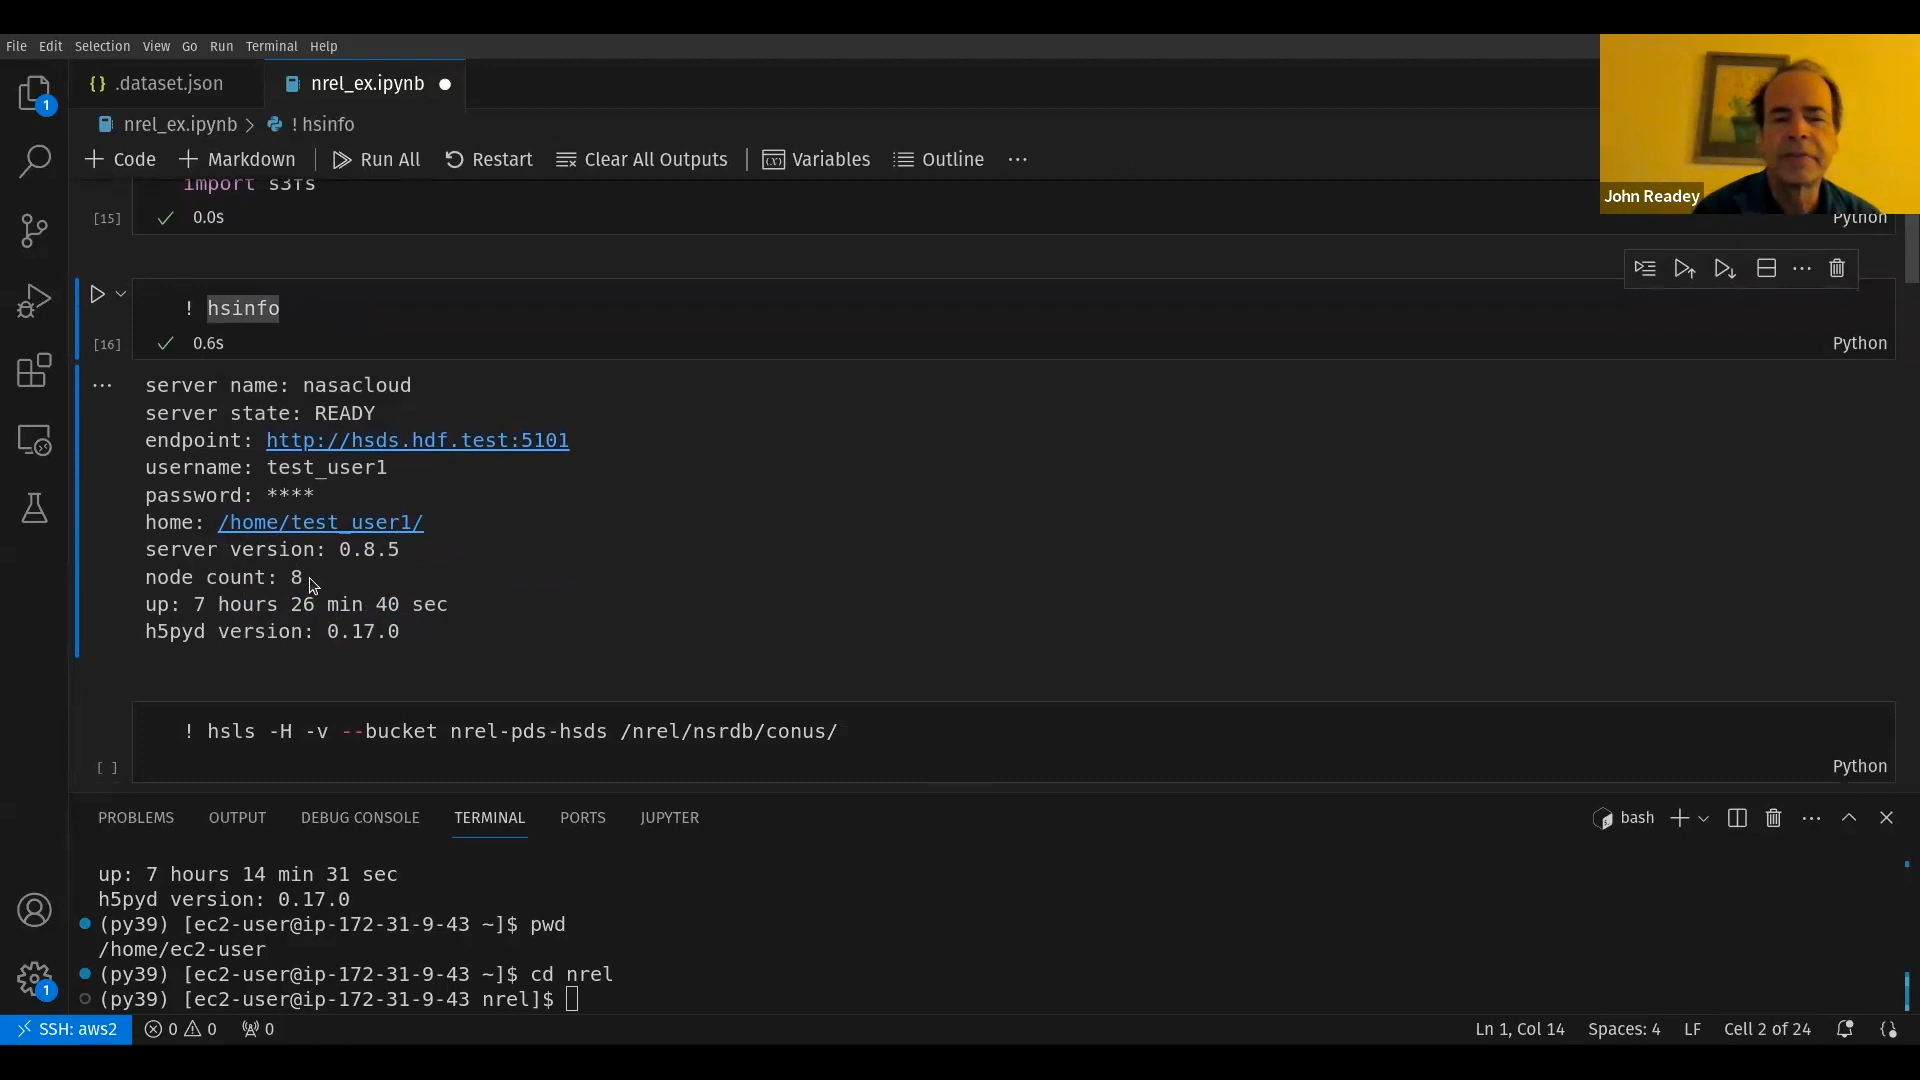 File Edit Selection View Go Run Terminal Help
{} .dataset.json nrel_ex.ipynb
nrel_ex.ipynb > ! hsinfo
+ Code + Markdown Run All Restart Clear All Outputs Variables Outline ...
John Readey
import s3fs
[15] 0.0s Python
! hsinfo
[16] 0.6s Python
server name: nasacloud
server state: READY
endpoint: http://hsds.hdf.test:5101
username: test_user1
password: ****
home: /home/test_user1/
server version: 0.8.5
node count: 8
up: 7 hours 26 min 40 sec
h5pyd version: 0.17.0
! hsls -H -v --bucket nrel-pds-hsds /nrel/nsrdb/conus/
[ ] Python
PROBLEMS OUTPUT DEBUG CONSOLE TERMINAL PORTS JUPYTER bash
up: 7 hours 14 min 31 sec
h5pyd version: 0.17.0
(py39) [ec2-user@ip-172-31-9-43 ~]$ pwd
/home/ec2-user
(py39) [ec2-user@ip-172-31-9-43 ~]$ cd nrel
(py39) [ec2-user@ip-172-31-9-43 nrel]$
1
1
SSH: aws2 0 0 0 Ln 1, Col 14 Spaces: 4 LF Cell 2 of 24